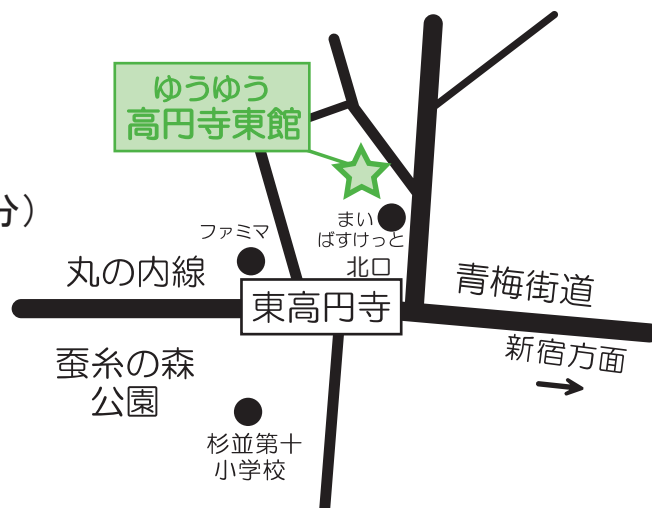 ゆうゆう
高円寺東館
分）
ファミマ
まい
ばすけっと
丸の内線
北口
青梅街道
東高円寺
新宿方面
蚕糸の森
公園
杉並第十
小学校